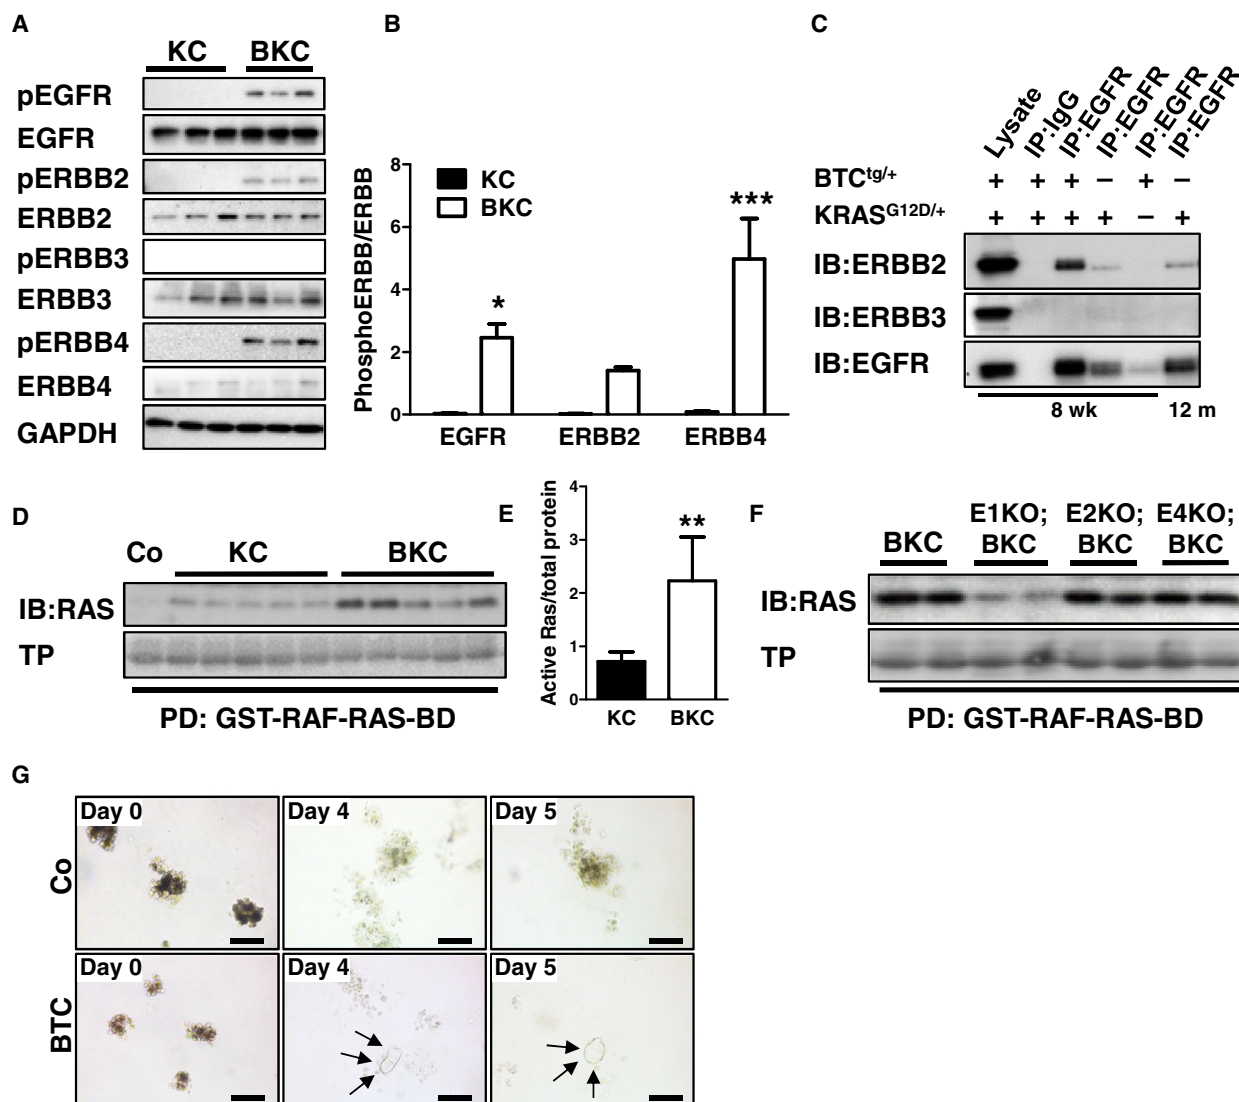 A
KC BKC
pEGFR
EGFR
pERBB2
ERBB2
pERBB3
ERBB3
pERBB4
ERBB4
GAPDH
B
PhosphoERBB/ERBB
8
6
4
2
0
KC
BKC
*
***
EGFR ERBB2 ERBB4
C
Lysate IP:IgG IP:EGFR IP:EGFR IP:EGFR IP:EGFR
BTCtg/+ + + + – + –
KRASG12D/+ + + + + – +
IB:ERBB2
IB:ERBB3
IB:EGFR
8 wk 12 m
D
Co KC BKC
IB:RAS
TP
PD: GST-RAF-RAS-BD
E
Active Ras/total protein
4
3
2
1
0
**
KC BKC
F
BKC E1KO; BKC E2KO; BKC E4KO; BKC
IB:RAS
TP
PD: GST-RAF-RAS-BD
G
Co
Day 0 Day 4 Day 5
BTC
Day 0 Day 4 Day 5